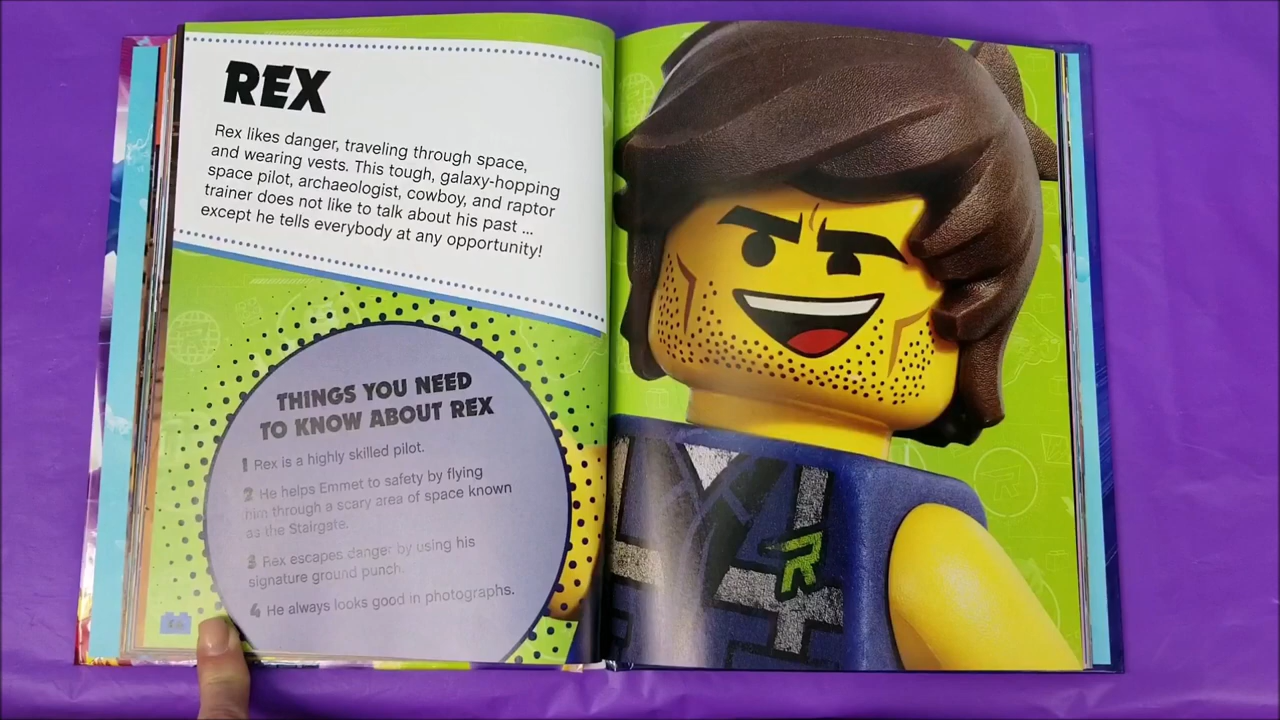 REX
Rex likes danger, traveling through space,
and wearing vests. This tough, galaxy-hopping
space pilot, archaeologist, cowboy, and raptor
trainer does not like to talk about his past ...
except he tells everybody at any opportunity!
THINGS YOU NEED
TO KNOW ABOUT REX
1 Rex is a highly skilled pilot.
2 He helps Emmet to safety by flying
him through a scary area of space known
as the Stairgate.
3 Rex escapes danger by using his
signature ground punch.
4 He always looks good in photographs.
R